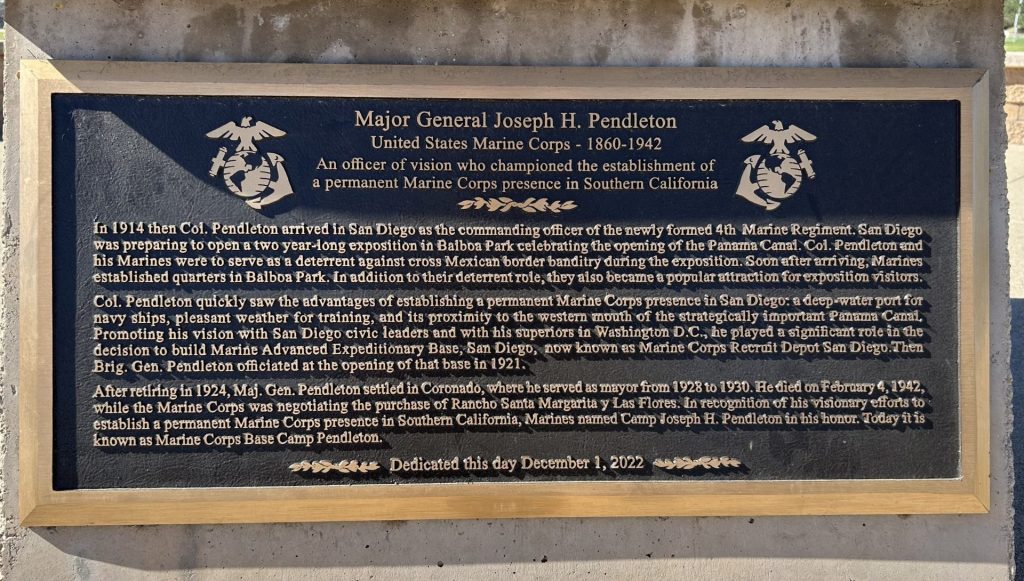 Major General Joseph H. Pendleton
United States Marine Corps - 1860-1942
An officer of vision who championed the establishment of
a permanent Marine Corps presence in Southern California
In 1914 then Col. Pendleton arrived in San Diego as the commanding officer of the newly formed 4th Marine Regiment. San Diego
was preparing to open a two year-long exposition in Balboa Park celebrating the opening of the Panama Canal. Col. Pendleton and
his Marines were to serve as a deterrent against cross Mexican border banditry during the exposition. Soon after arriving, Marines
established quarters in Balboa Park. In addition to their deterrent role, they also became a popular attraction for exposition visitors.
Col. Pendleton quickly saw the advantages of establishing a permanent Marine Corps presence in San Diego: a deep-water port for
navy ships, pleasant weather for training, and its proximity to the western mouth of the strategically important Panama Canal.
Promoting his vision with San Diego civic leaders and with his superiors in Washington D.C., he played a significant role in the
decision to build Marine Advanced Expeditionary Base, San Diego, now known as Marine Corps Recruit Depot San Diego.Then
Brig. Gen. Pendleton officiated at the opening of that base in 1921.
After retiring in 1924, Maj. Gen. Pendleton settled in Coronado, where he served as mayor from 1928 to 1930. He died on February 4, 1942,
while the Marine Corps was negotiating the purchase of Rancho Santa Margarita y Las Flores. In recognition of his visionary efforts to
establish a permanent Marine Corps presence in Southern California, Marines named Camp Joseph H. Pendleton in his honor. Today it is
known as Marine Corps Base Camp Pendleton.
Dedicated this day December 1, 2022